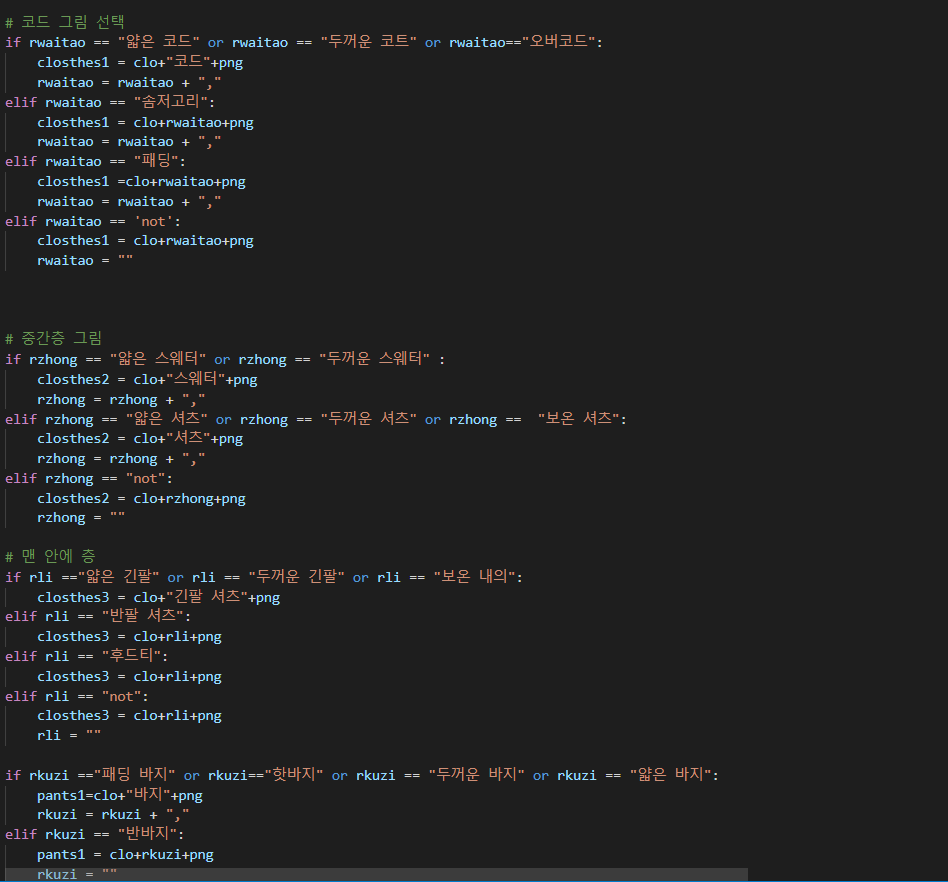 # 코드 그림 선택
if rwaitao == "얇은 코드" or rwaitao == "두꺼운 코트" or rwaitao=="오버코드":
    closthes1 = clo+"코드"+png
    rwaitao = rwaitao + ","
elif rwaitao == "솜저고리":
    closthes1 = clo+rwaitao+png
    rwaitao = rwaitao + ","
elif rwaitao == "패딩":
    closthes1 =clo+rwaitao+png
    rwaitao = rwaitao + ","
elif rwaitao == 'not':
    closthes1 = clo+rwaitao+png
    rwaitao = ""
# 중간층 그림
if rzhong == "얇은 스웨터" or rzhong == "두꺼운 스웨터" :
    closthes2 = clo+"스웨터"+png
    rzhong = rzhong + ","
elif rzhong == "얇은 셔츠" or rzhong == "두꺼운 셔츠" or rzhong ==  "보온 셔츠":
    closthes2 = clo+"셔츠"+png
    rzhong = rzhong + ","
elif rzhong == "not":
    closthes2 = clo+rzhong+png
    rzhong = ""
# 맨 안에 층
if rli =="얇은 긴팔" or rli == "두꺼운 긴팔" or rli == "보온 내의":
    closthes3 = clo+"긴팔 셔츠"+png
elif rli == "반팔 셔츠":
    closthes3 = clo+rli+png
elif rli == "후드티":
    closthes3 = clo+rli+png
elif rli == "not":
    closthes3 = clo+rli+png
    rli = ""
if rkuzi =="패딩 바지" or rkuzi=="핫바지" or rkuzi == "두꺼운 바지" or rkuzi == "얇은 바지":
    pants1=clo+"바지"+png
    rkuzi = rkuzi + ","
elif rkuzi == "반바지":
    pants1 = clo+rkuzi+png
    rkuzi = ""